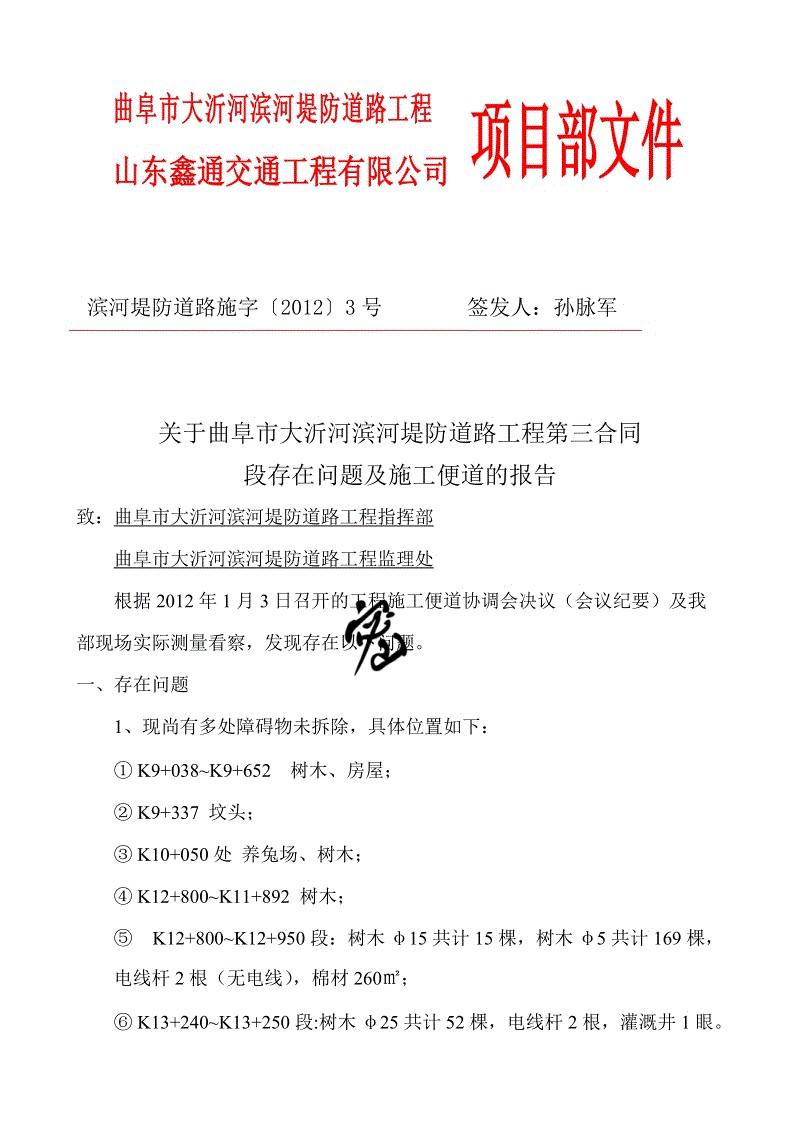 曲阜市大沂河滨河堤防道路工程
山东鑫通交通工程有限公司
项目部文件
滨河堤防道路施字〔2012〕3 号 签发人：孙脉军
关于曲阜市大沂河滨河堤防道路工程第三合同
段存在问题及施工便道的报告
致：曲阜市大沂河滨河堤防道路工程指挥部
曲阜市大沂河滨河堤防道路工程监理处
根据 2012 年 1 月 3 日召开的工程施工便道协调会决议（会议纪要）及我
部现场实际测量看察，发现存在以下问题。
一、存在问题
1、现尚有多处障碍物未拆除，具体位置如下：
① K9+038~K9+652 树木、房屋；
② K9+337 坟头；
③ K10+050 处 养兔场、树木；
④ K12+800~K11+892 树木；
⑤ K12+800~K12+950 段：树木 φ15 共计 15 棵，树木 φ5 共计 169 棵，
电线杆 2 根（无电线），棉材 260㎡；
⑥ K13+240~K13+250 段:树木 φ25 共计 52 棵，电线杆 2 根，灌溉井 1 眼。